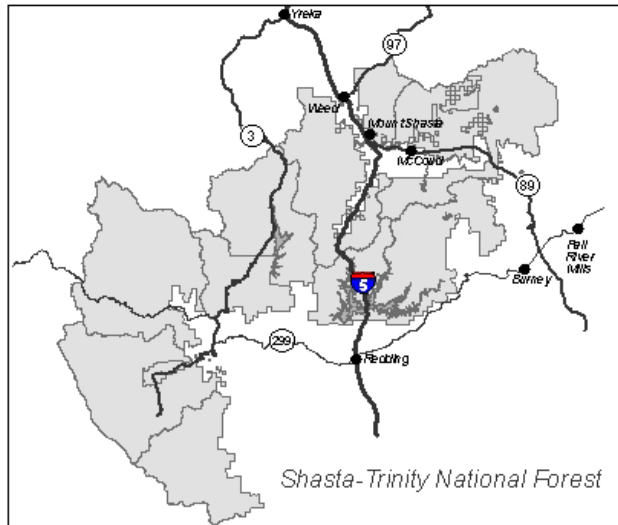 Yreka
97
Weed
Mount Shasta
McCloud
3
89
Fall
River
Mills
Burney
5
299
Redding
Shasta-Trinity National Forest